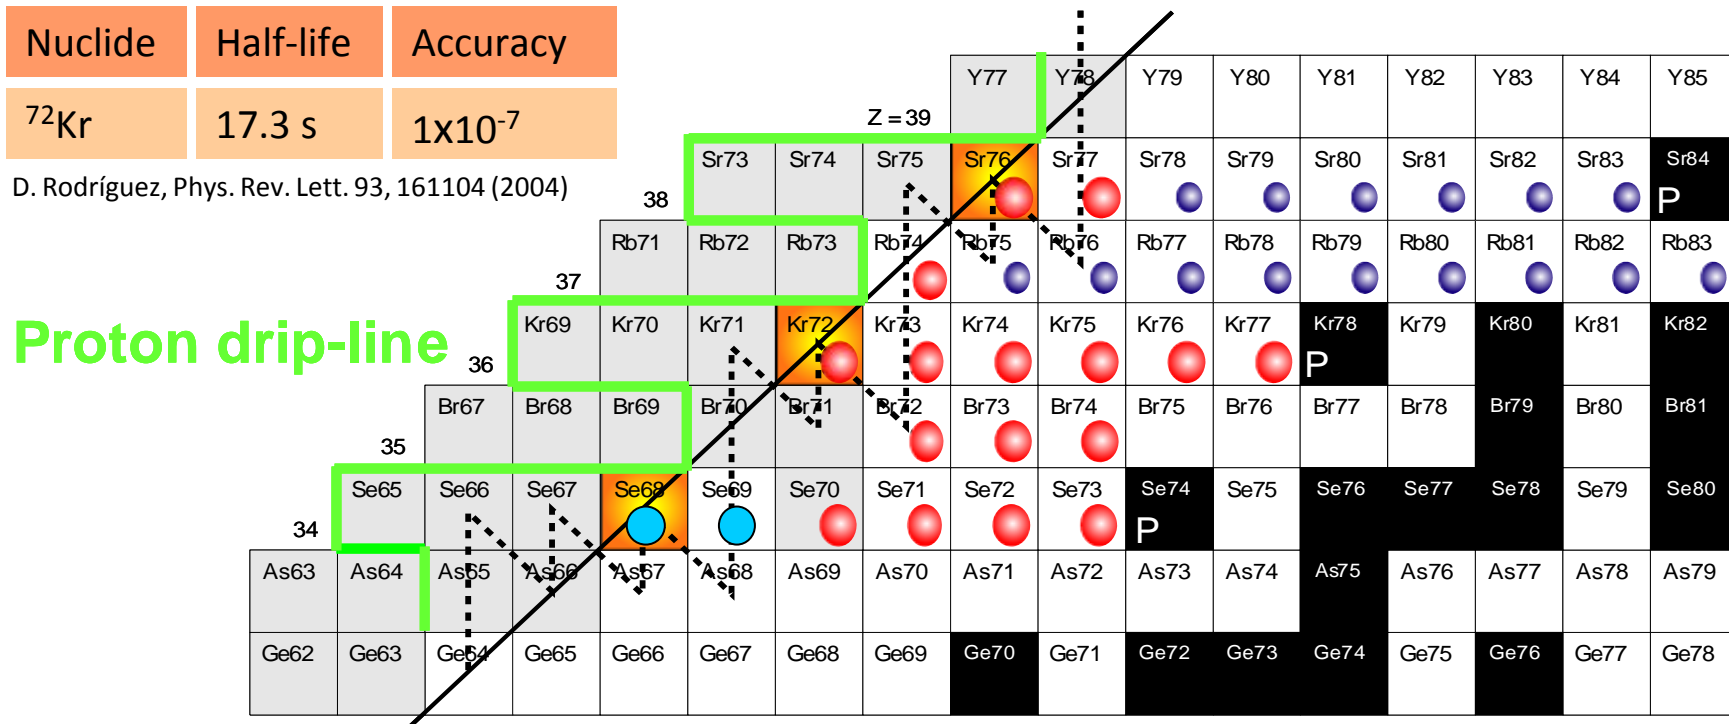 Nuclide Half-life Accuracy
⁷²Kr 17.3 s 1x10⁻⁷
D. Rodríguez, Phys. Rev. Lett. 93, 161104 (2004)
Proton drip-line
Y77 Y78 Y79 Y80 Y81 Y82 Y83 Y84 Y85
Z = 39
Sr73 Sr74 Sr75 Sr76 Sr77 Sr78 Sr79 Sr80 Sr81 Sr82 Sr83 Sr84
P
38
Rb71 Rb72 Rb73 Rb74 Rb75 Rb76 Rb77 Rb78 Rb79 Rb80 Rb81 Rb82 Rb83
37
Kr69 Kr70 Kr71 Kr72 Kr73 Kr74 Kr75 Kr76 Kr77 Kr78 Kr79 Kr80 Kr81 Kr82
P
36
Br67 Br68 Br69 Br70 Br71 Br72 Br73 Br74 Br75 Br76 Br77 Br78 Br79 Br80 Br81
35
Se65 Se66 Se67 Se68 Se69 Se70 Se71 Se72 Se73 Se74 Se75 Se76 Se77 Se78 Se79 Se80
P
34
As63 As64 As65 As66 As67 As68 As69 As70 As71 As72 As73 As74 As75 As76 As77 As78 As79
Ge62 Ge63 Ge64 Ge65 Ge66 Ge67 Ge68 Ge69 Ge70 Ge71 Ge72 Ge73 Ge74 Ge75 Ge76 Ge77 Ge78